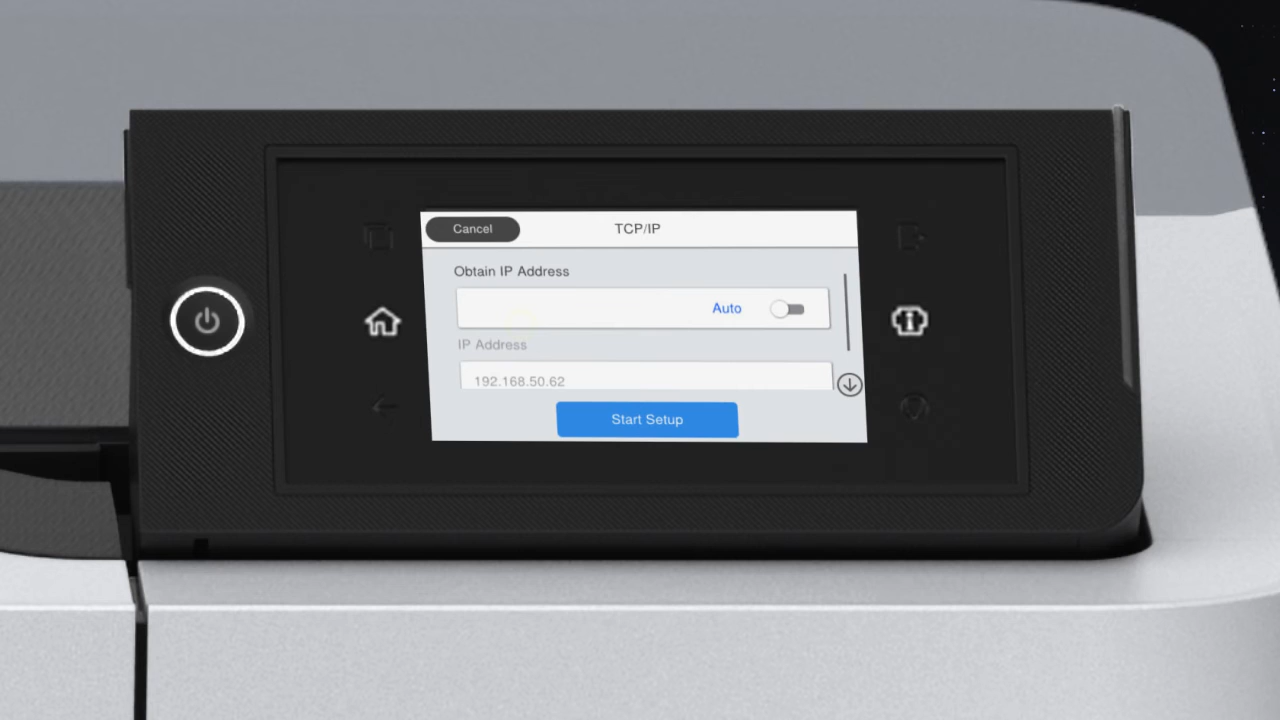 Cancel
TCP/IP
Obtain IP Address
Auto
IP Address
192.168.50.62
Start Setup